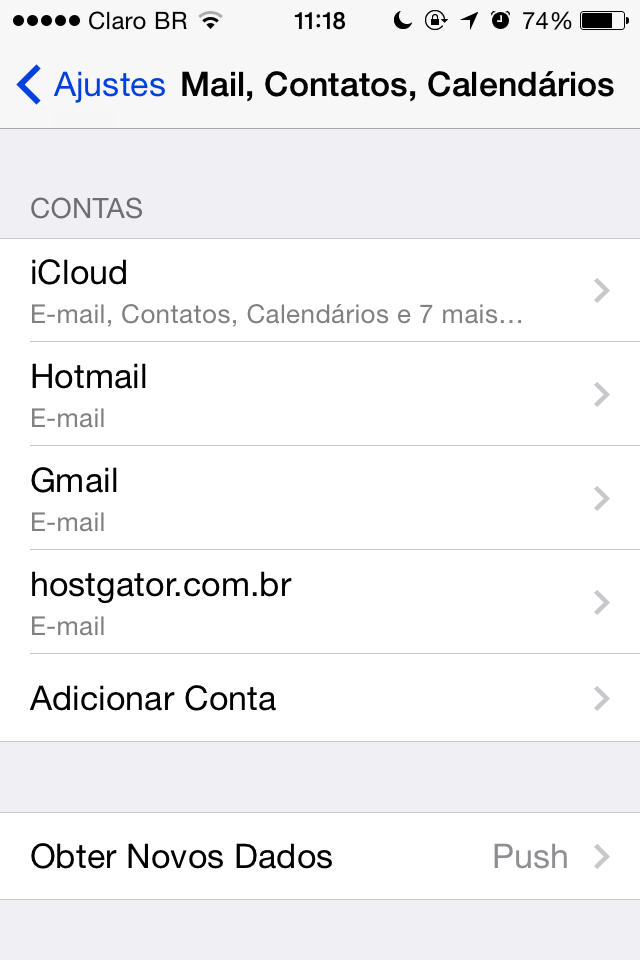 Claro BR 11:18 74%
Ajustes Mail, Contatos, Calendários
CONTAS
iCloud
E-mail, Contatos, Calendários e 7 mais...
Hotmail
E-mail
Gmail
E-mail
hostgator.com.br
E-mail
Adicionar Conta
Obter Novos Dados Push